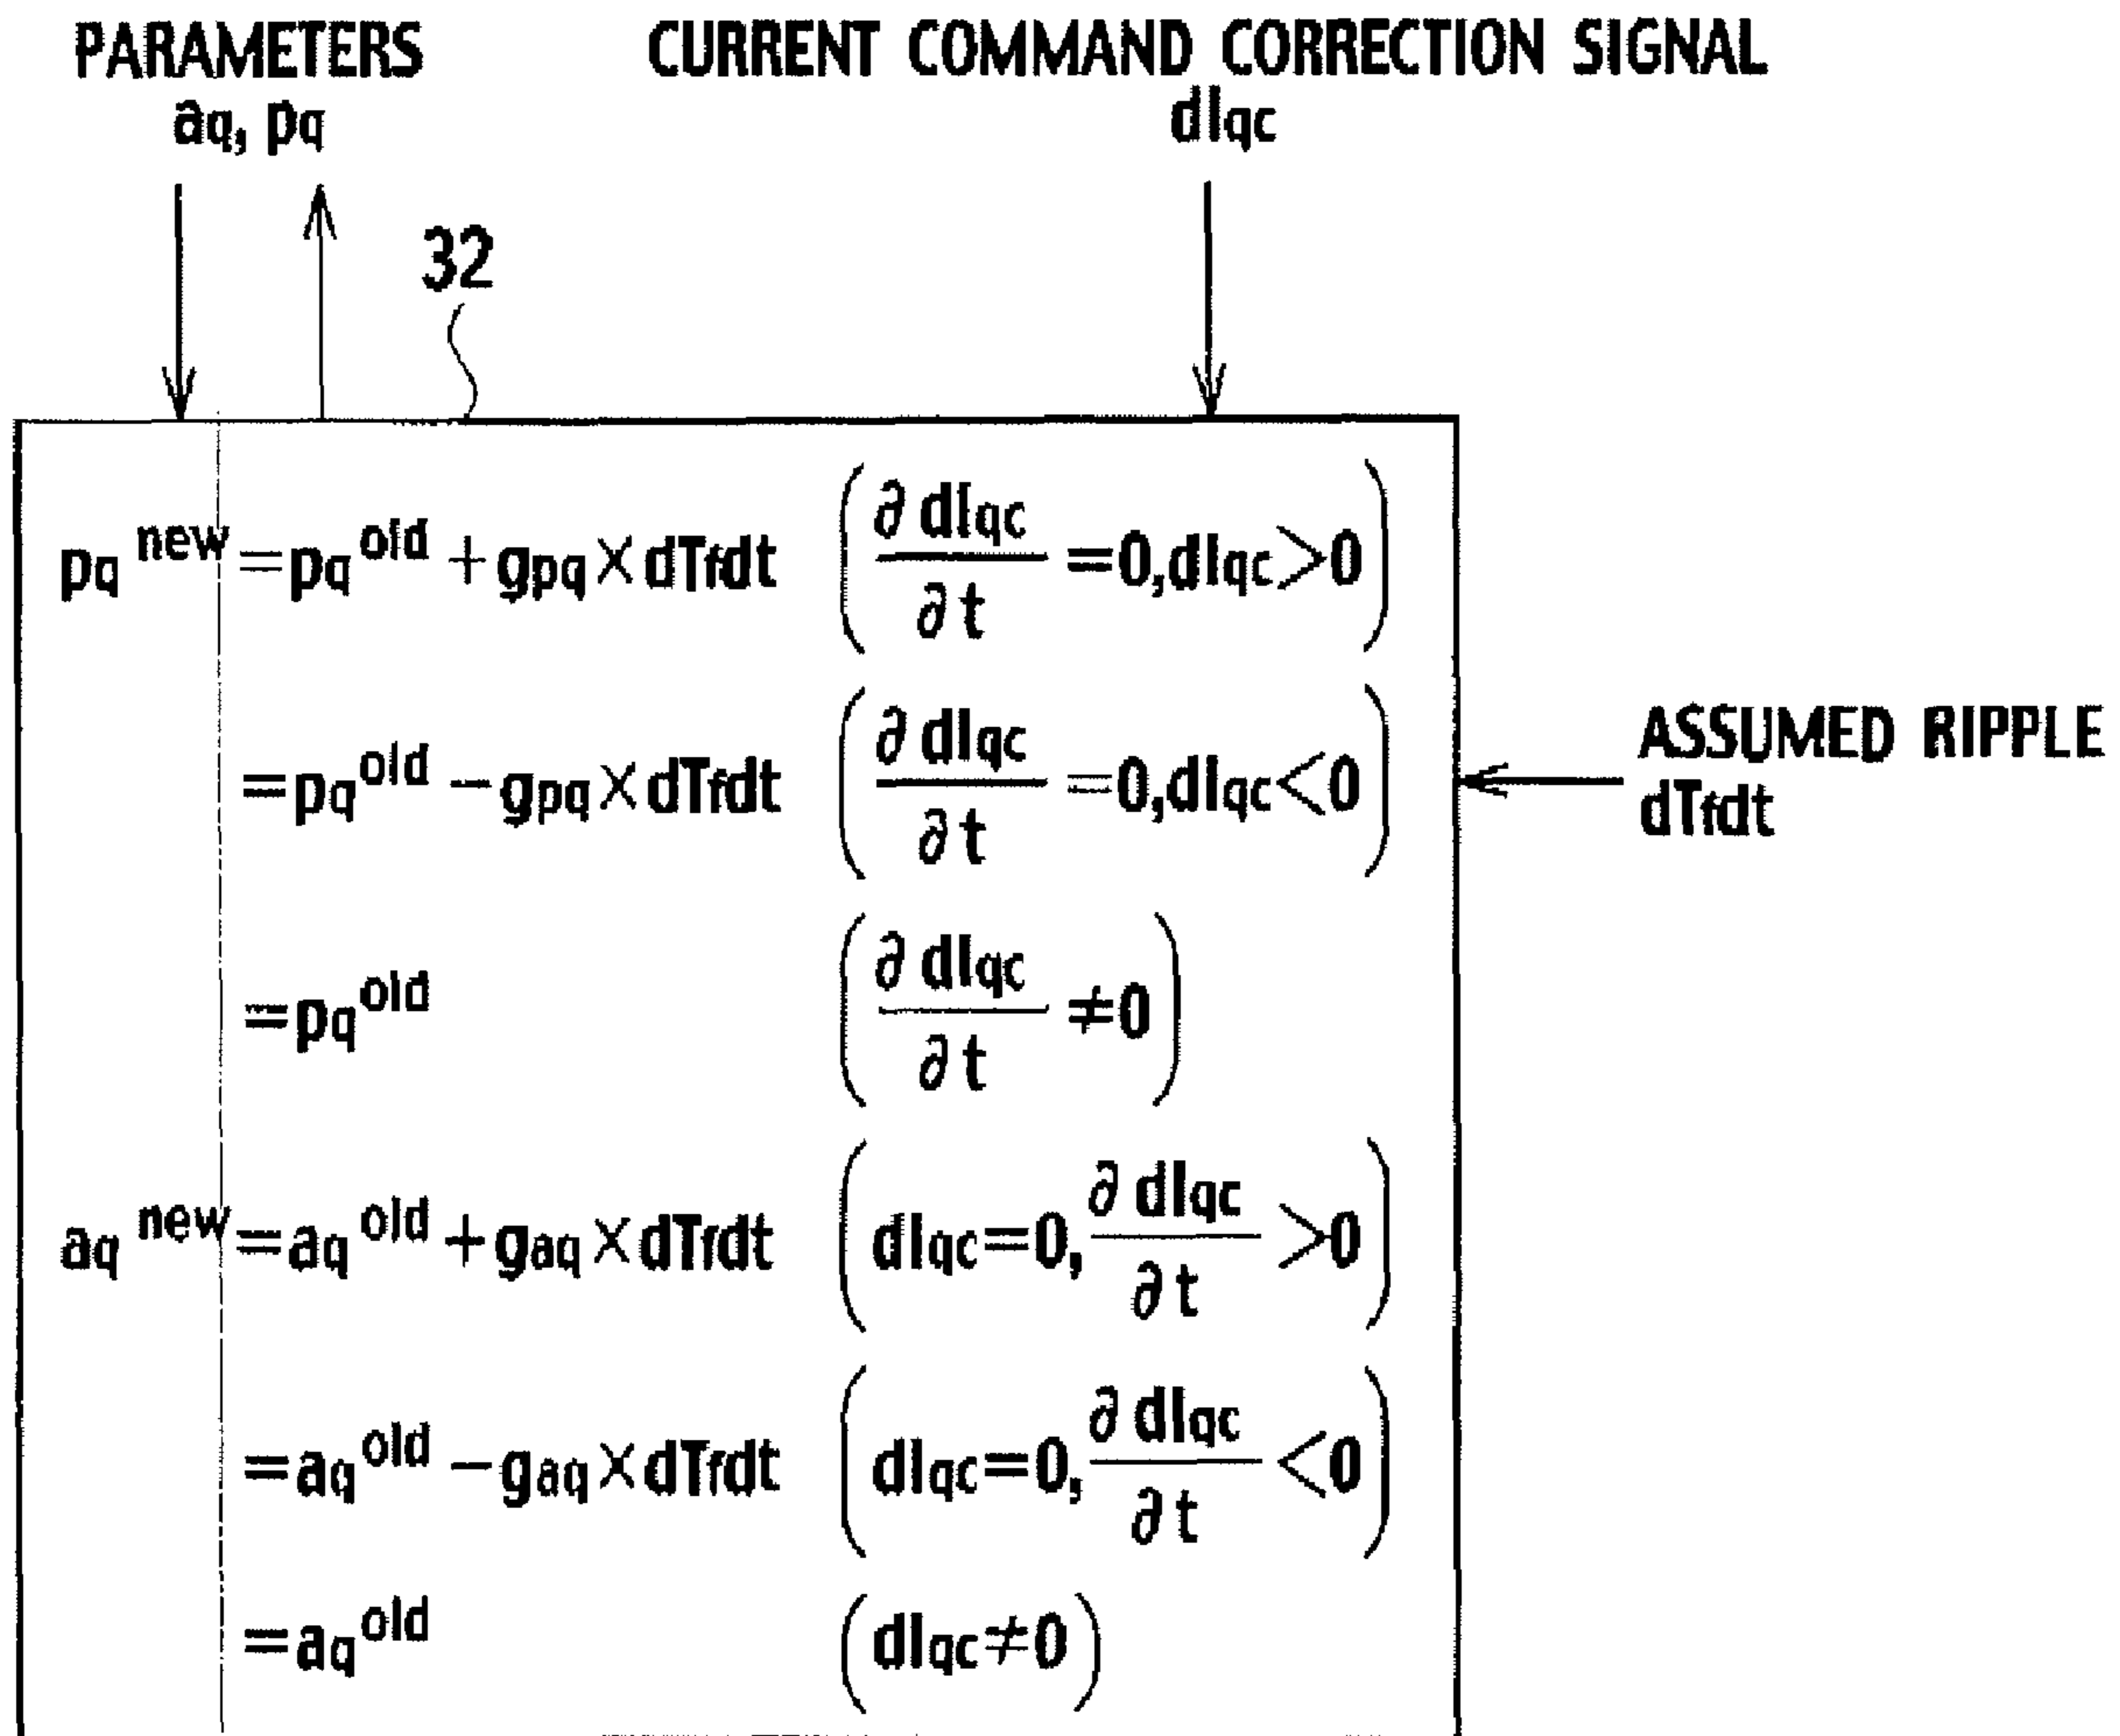 PARAMETERS
aq, pq
CURRENT COMMAND CORRECTION SIGNAL
dIqc
32
pq new = pq old + gpq × dTfdt (∂ dIqc / ∂ t = 0, dIqc > 0)
= pq old − gpq × dTfdt (∂ dIqc / ∂ t = 0, dIqc < 0)
= pq old (∂ dIqc / ∂ t ≠ 0)
ASSUMED RIPPLE
dTfdt
aq new = aq old + gaq × dTfdt (dIqc = 0, ∂ dIqc / ∂ t > 0)
= aq old − gaq × dTfdt (dIqc = 0, ∂ dIqc / ∂ t < 0)
= aq old (dIqc ≠ 0)